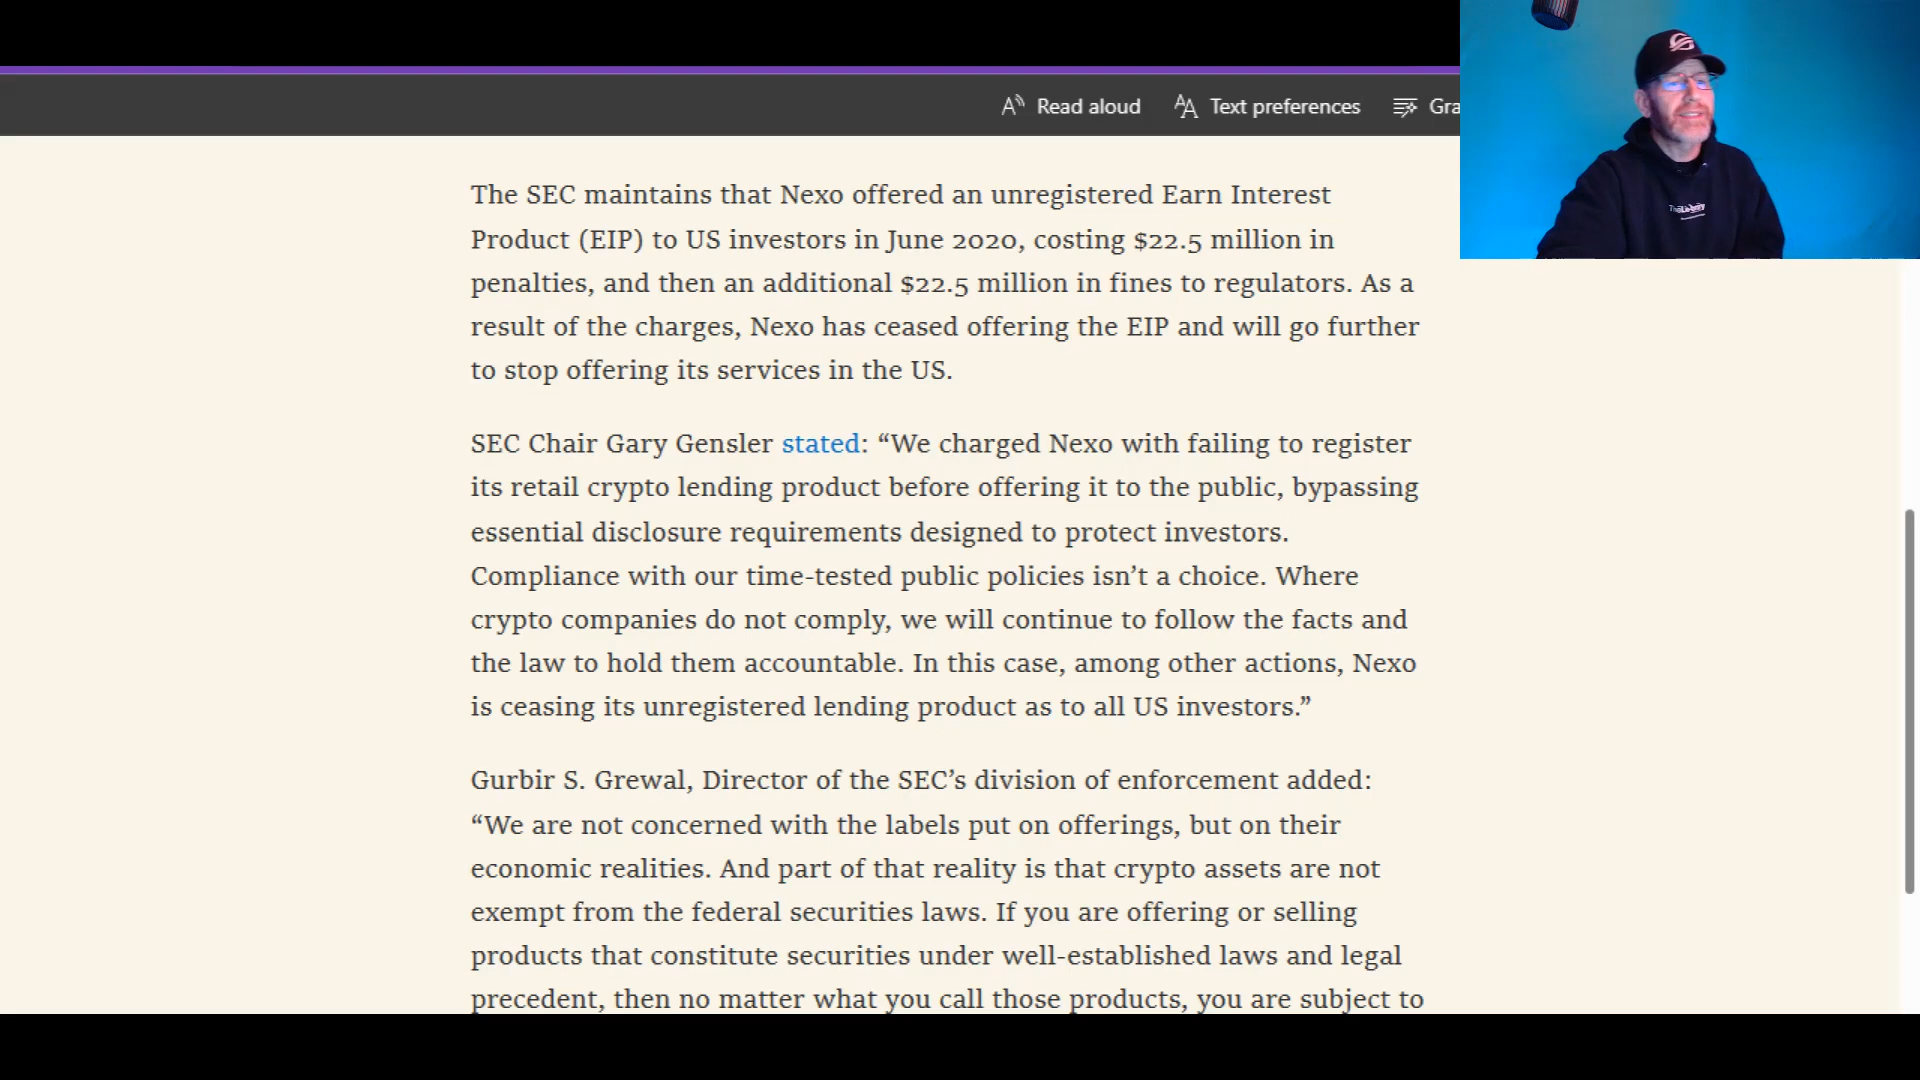 Read aloud
Text preferences
Gra
The SEC maintains that Nexo offered an unregistered Earn Interest
Product (EIP) to US investors in June 2020, costing $22.5 million in
penalties, and then an additional $22.5 million in fines to regulators. As a
result of the charges, Nexo has ceased offering the EIP and will go further
to stop offering its services in the US.
SEC Chair Gary Gensler stated: “We charged Nexo with failing to register
its retail crypto lending product before offering it to the public, bypassing
essential disclosure requirements designed to protect investors.
Compliance with our time-tested public policies isn’t a choice. Where
crypto companies do not comply, we will continue to follow the facts and
the law to hold them accountable. In this case, among other actions, Nexo
is ceasing its unregistered lending product as to all US investors.”
Gurbir S. Grewal, Director of the SEC’s division of enforcement added:
“We are not concerned with the labels put on offerings, but on their
economic realities. And part of that reality is that crypto assets are not
exempt from the federal securities laws. If you are offering or selling
products that constitute securities under well-established laws and legal
precedent, then no matter what you call those products, you are subject to